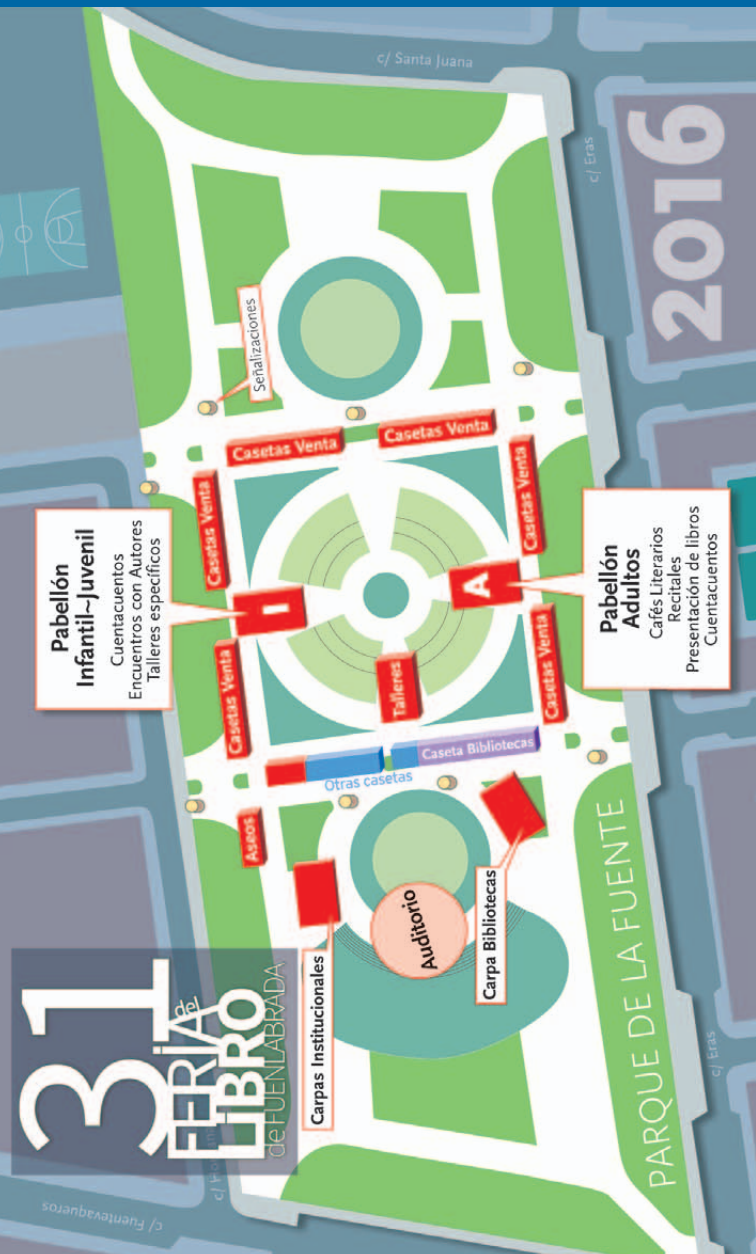 31
FERIA del
LIBRO
de FUENLABRADA
2016
c/ Santa Juana
c/ Eras
Señalizaciones
Casetas Venta
Casetas Venta
Casetas Venta
Casetas Venta
Casetas Venta
Casetas Venta
Pabellón
Infantil~Juvenil
Cuentacuentos
Encuentros con Autores
Talleres específicos
I
A
Pabellón
Adultos
Cafés Literarios
Recitales
Presentación de libros
Cuentacuentos
Talleres
Otras casetas
Caseta Bibliotecas
Aseos
Auditorio
Carpas Institucionales
Carpa Bibliotecas
PARQUE DE LA FUENTE
c/ Eras
c/ Fuentevaqueros